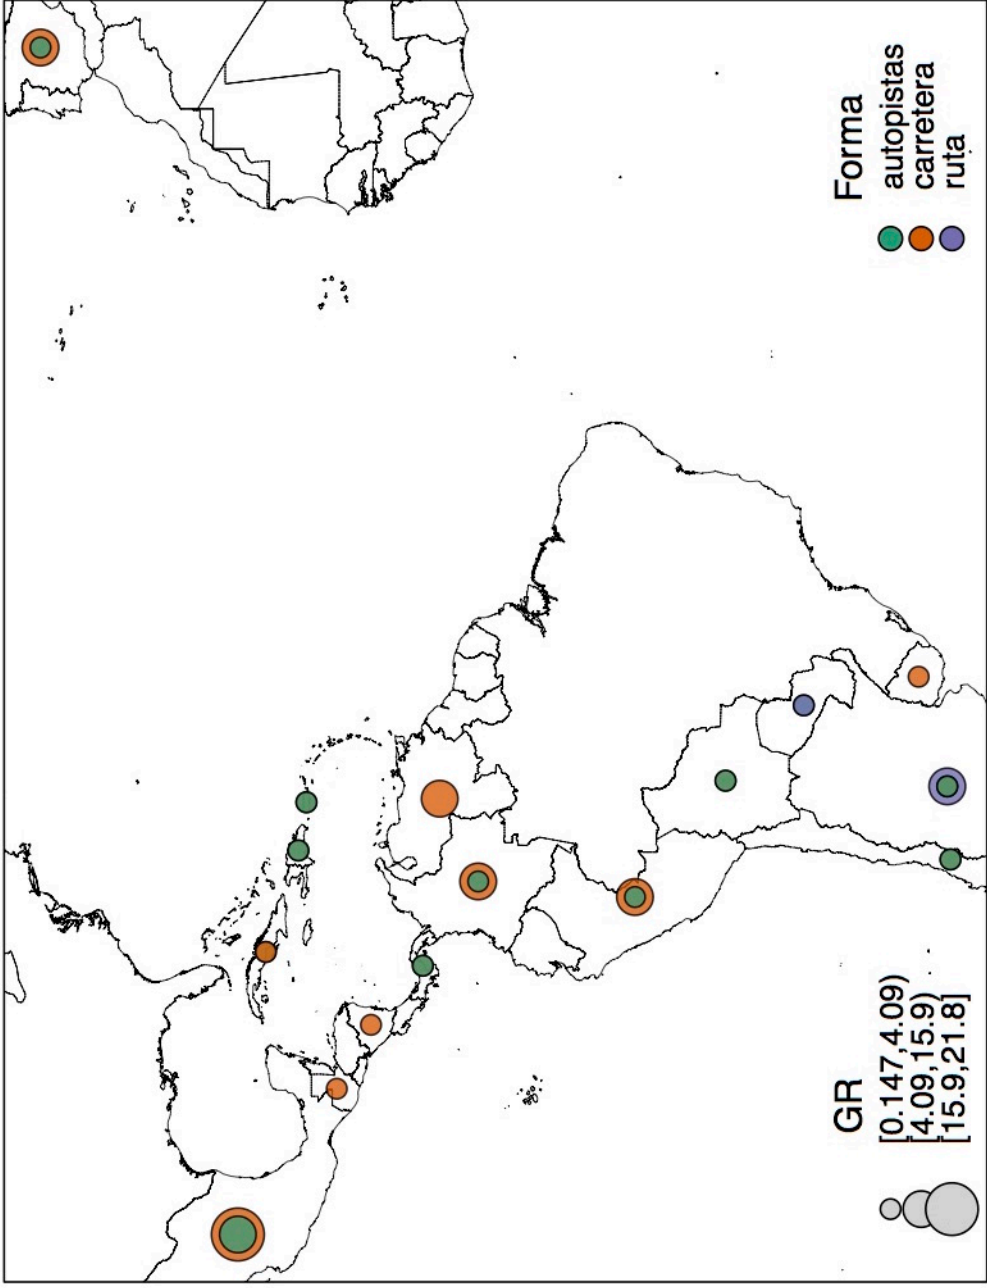 GR
[0.147,4.09)
[4.09,15.9)
[15.9,21.8]
Forma
autopistas
carretera
ruta